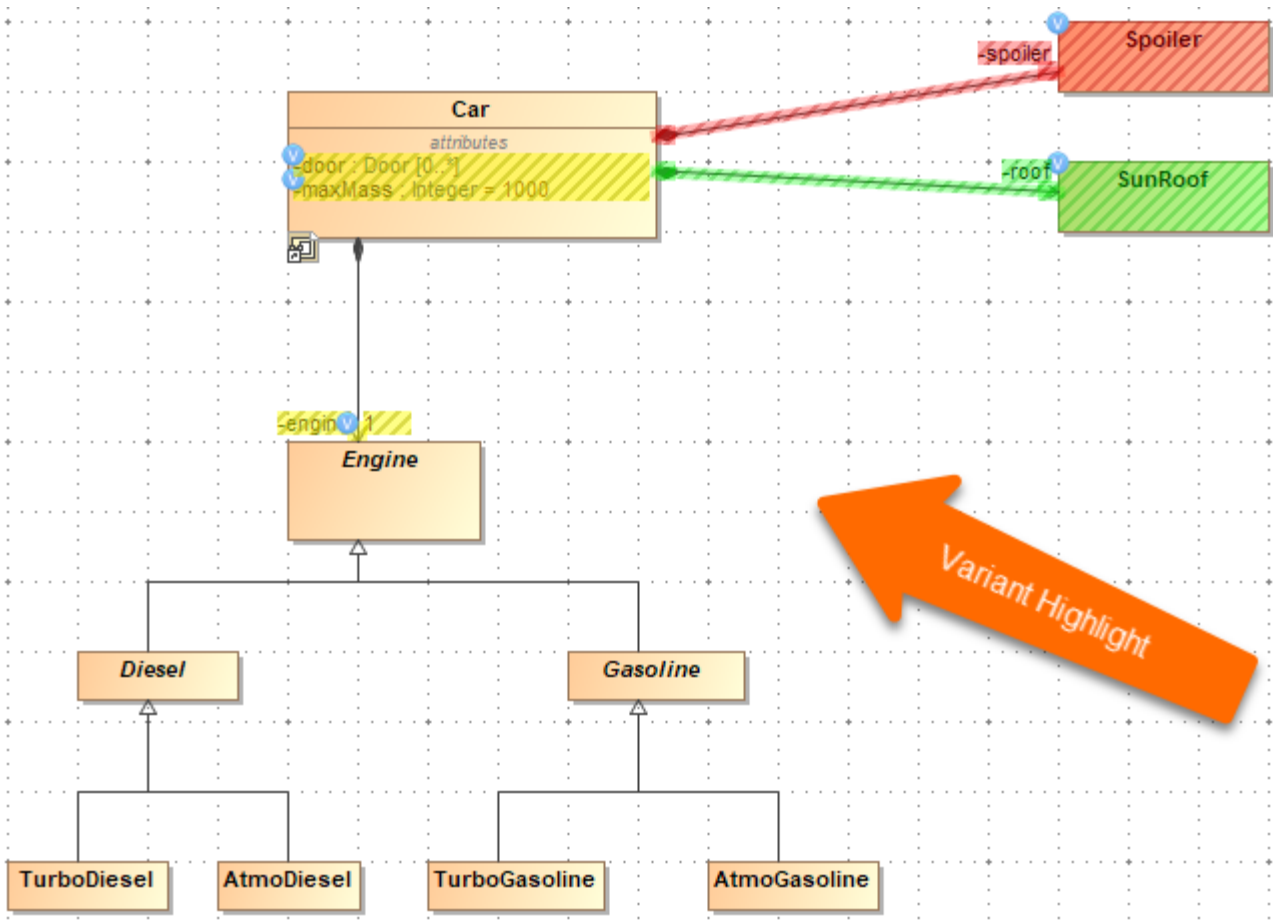 Spoiler
-spoiler
Car
attributes
-door : Door [0..*]
-maxMass : Integer = 1000
-roof
SunRoof
-engin
1
Engine
Variant Highlight
Diesel
Gasoline
TurboDiesel
AtmoDiesel
TurboGasoline
AtmoGasoline
V
V
V
V
V